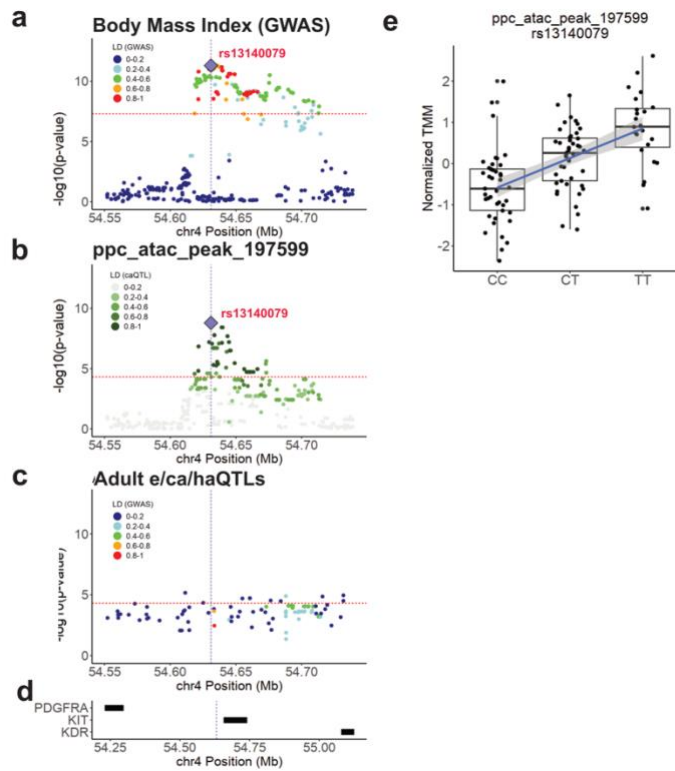 a
Body Mass Index (GWAS)
rs13140079
LD (GWAS)
0-0.2
0.2-0.4
0.4-0.6
0.6-0.8
0.8-1
-log10(p-value)
10
5
0
54.55 54.60 54.65 54.70
chr4 Position (Mb)
b
ppc_atac_peak_197599
rs13140079
LD (caQTL)
0-0.2
0.2-0.4
0.4-0.6
0.6-0.8
0.8-1
-log10(p-value)
10
5
0
54.55 54.60 54.65 54.70
chr4 Position (Mb)
c
Adult e/ca/haQTLs
LD (GWAS)
0-0.2
0.2-0.4
0.4-0.6
0.6-0.8
0.8-1
-log10(p-value)
10
5
0
54.55 54.60 54.65 54.70
chr4 Position (Mb)
d
PDGFRA
KIT
KDR
54.25 54.50 54.75 55.00
chr4 Position (Mb)
e
ppc_atac_peak_197599
rs13140079
Normalized TMM
2
1
0
-1
-2
CC CT TT